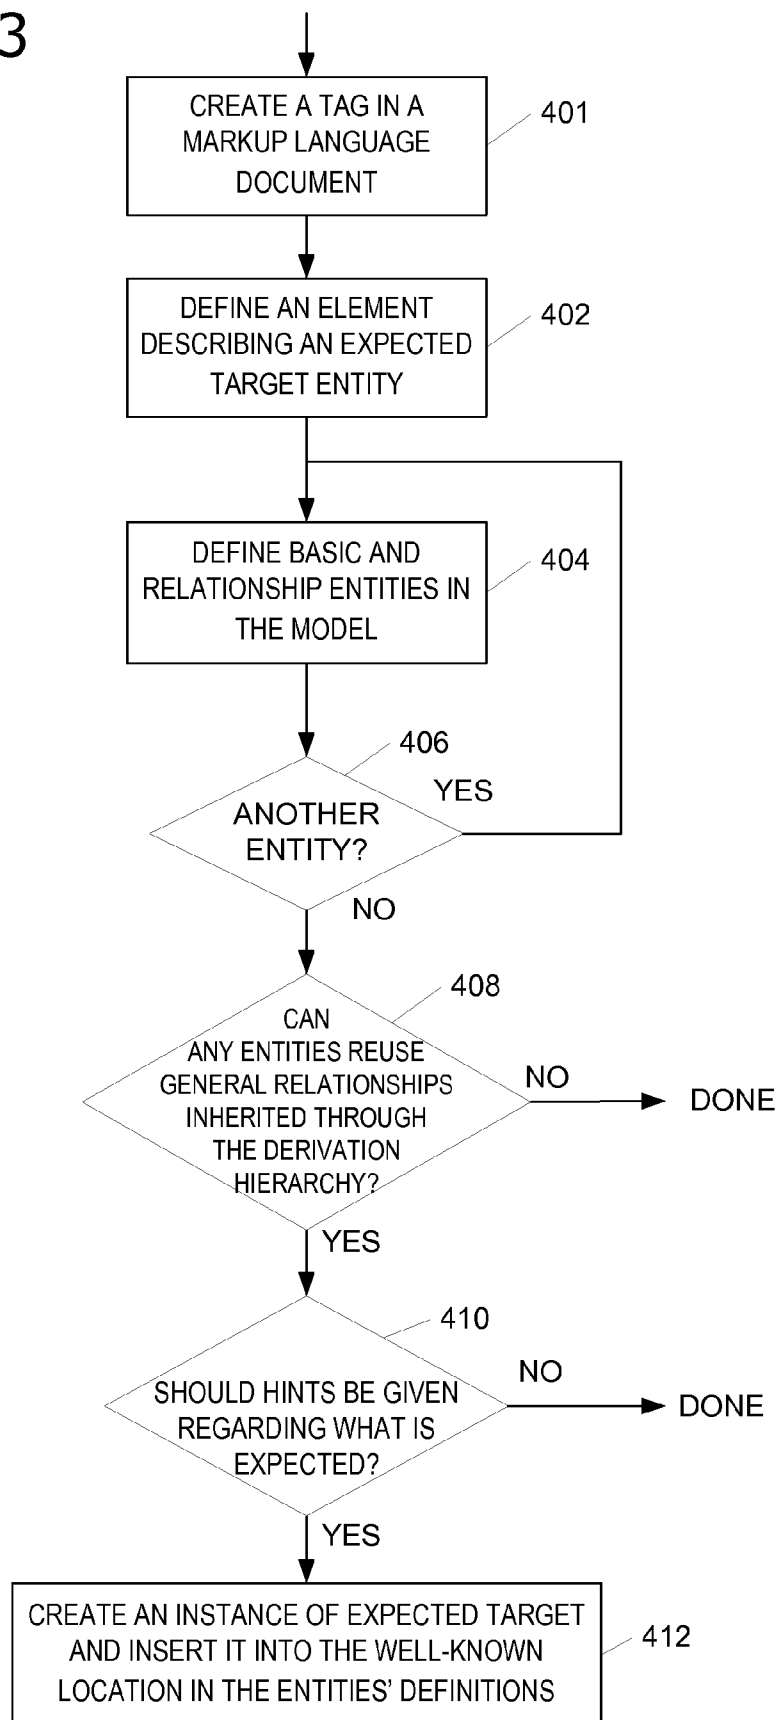 3
CREATE A TAG IN A
MARKUP LANGUAGE
DOCUMENT
401
DEFINE AN ELEMENT
DESCRIBING AN EXPECTED
TARGET ENTITY
402
DEFINE BASIC AND
RELATIONSHIP ENTITIES IN
THE MODEL
404
406
YES
ANOTHER
ENTITY?
NO
408
CAN
ANY ENTITIES REUSE
GENERAL RELATIONSHIPS
INHERITED THROUGH
THE DERIVATION
HIERARCHY?
NO
DONE
YES
410
SHOULD HINTS BE GIVEN
REGARDING WHAT IS
EXPECTED?
NO
DONE
YES
CREATE AN INSTANCE OF EXPECTED TARGET
AND INSERT IT INTO THE WELL-KNOWN
LOCATION IN THE ENTITIES' DEFINITIONS
412